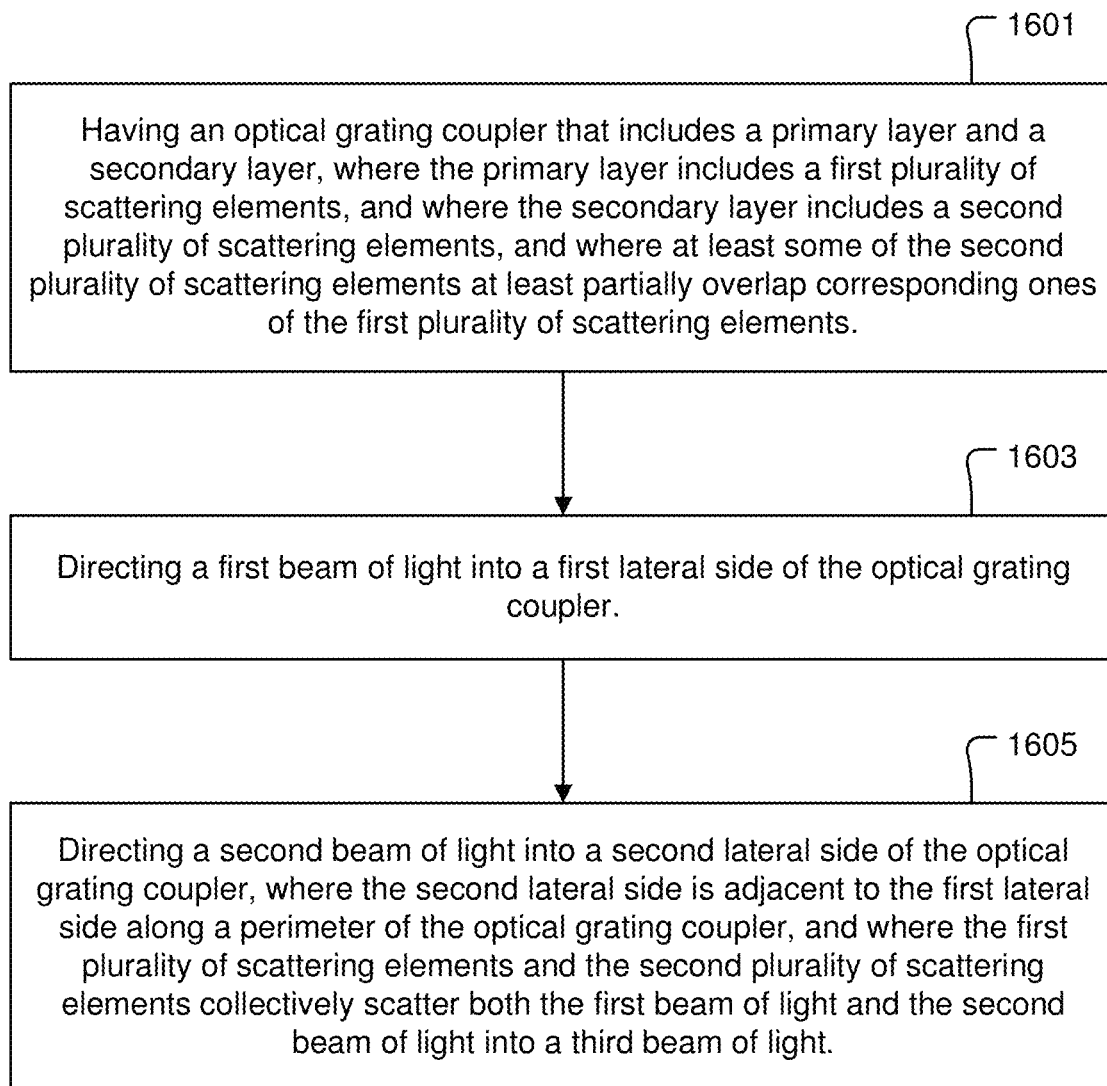 1601
Having an optical grating coupler that includes a primary layer and a
secondary layer, where the primary layer includes a first plurality of
scattering elements, and where the secondary layer includes a second
plurality of scattering elements, and where at least some of the second
plurality of scattering elements at least partially overlap corresponding ones
of the first plurality of scattering elements.
1603
Directing a first beam of light into a first lateral side of the optical grating
coupler.
1605
Directing a second beam of light into a second lateral side of the optical
grating coupler, where the second lateral side is adjacent to the first lateral
side along a perimeter of the optical grating coupler, and where the first
plurality of scattering elements and the second plurality of scattering
elements collectively scatter both the first beam of light and the second
beam of light into a third beam of light.